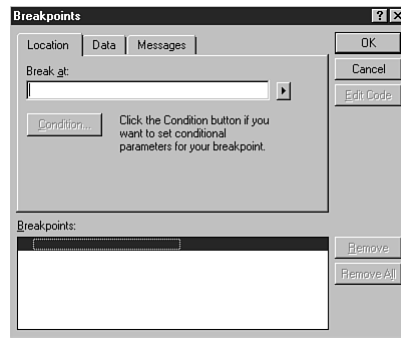 Breakpoints
Location Data Messages
OK
Break at:
Cancel
Edit Code
Condition...
Click the Condition button if you
want to set conditional
parameters for your breakpoint.
Breakpoints:
Remove
Remove All